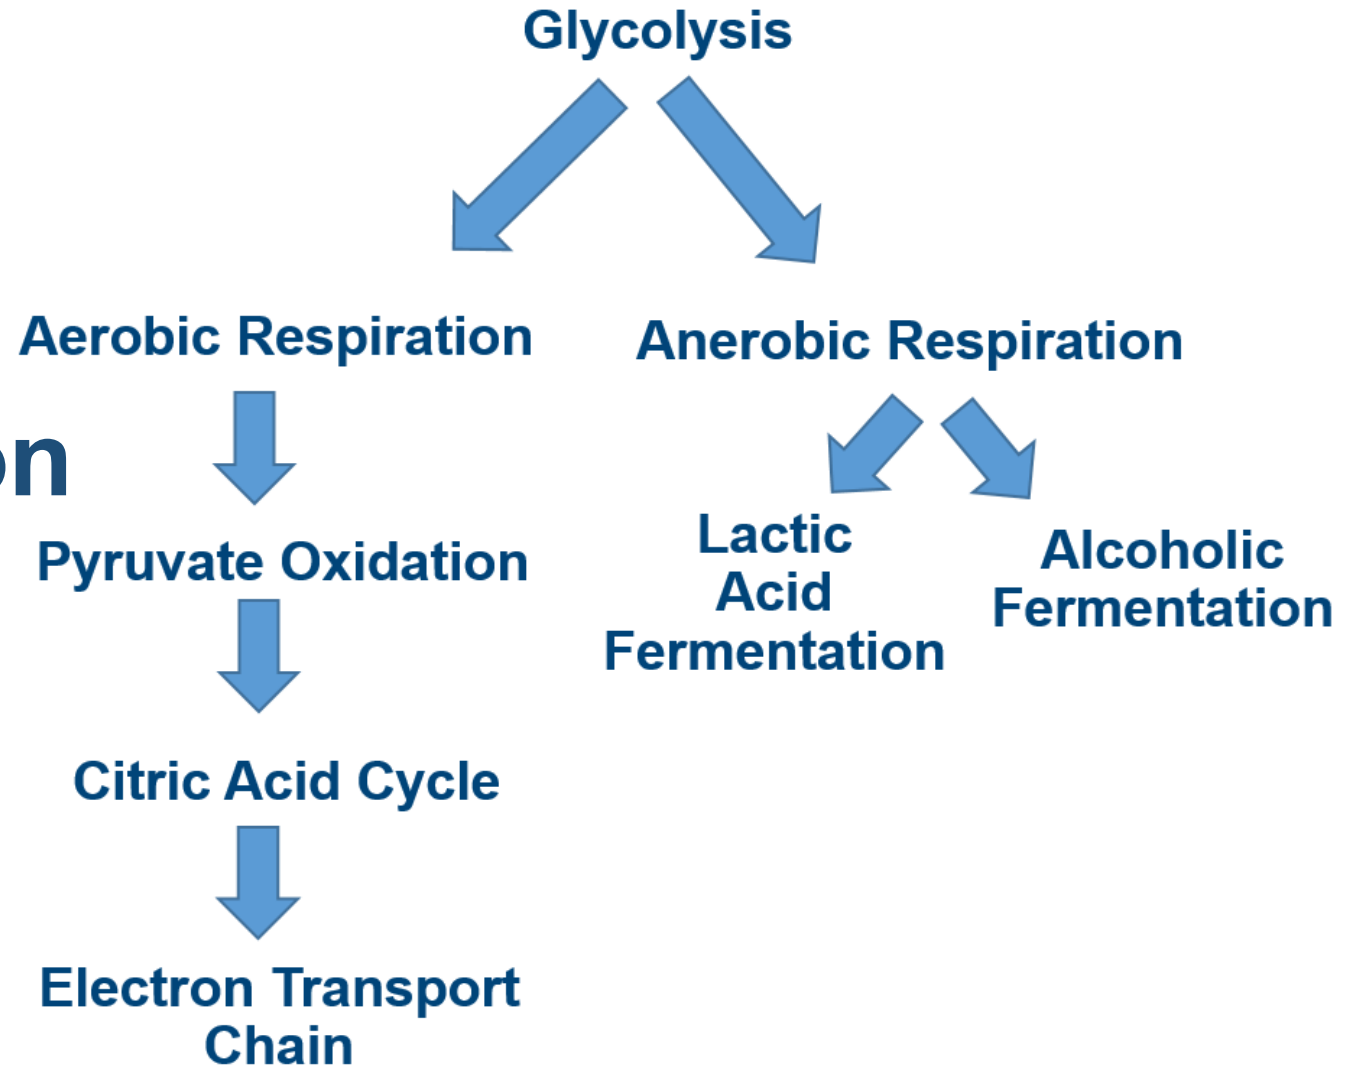 Glycolysis
Aerobic Respiration
Anerobic Respiration
on
Pyruvate Oxidation
Lactic
Acid
Fermentation
Alcoholic
Fermentation
Citric Acid Cycle
Electron Transport
Chain